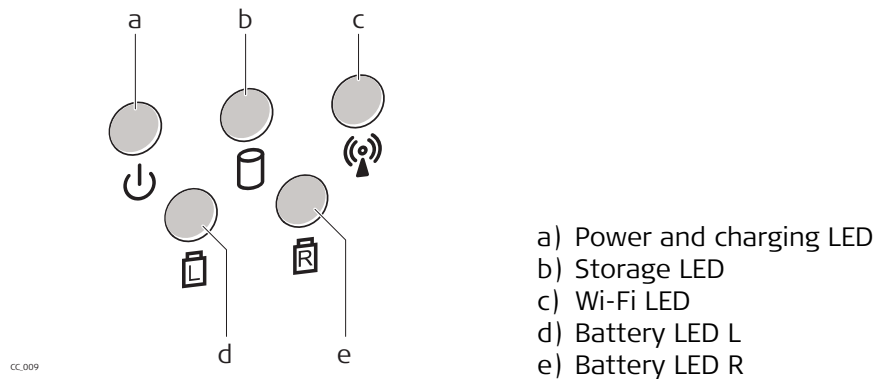 a b c
L R
d e
a) Power and charging LED
b) Storage LED
c) Wi-Fi LED
d) Battery LED L
e) Battery LED R
CC_009